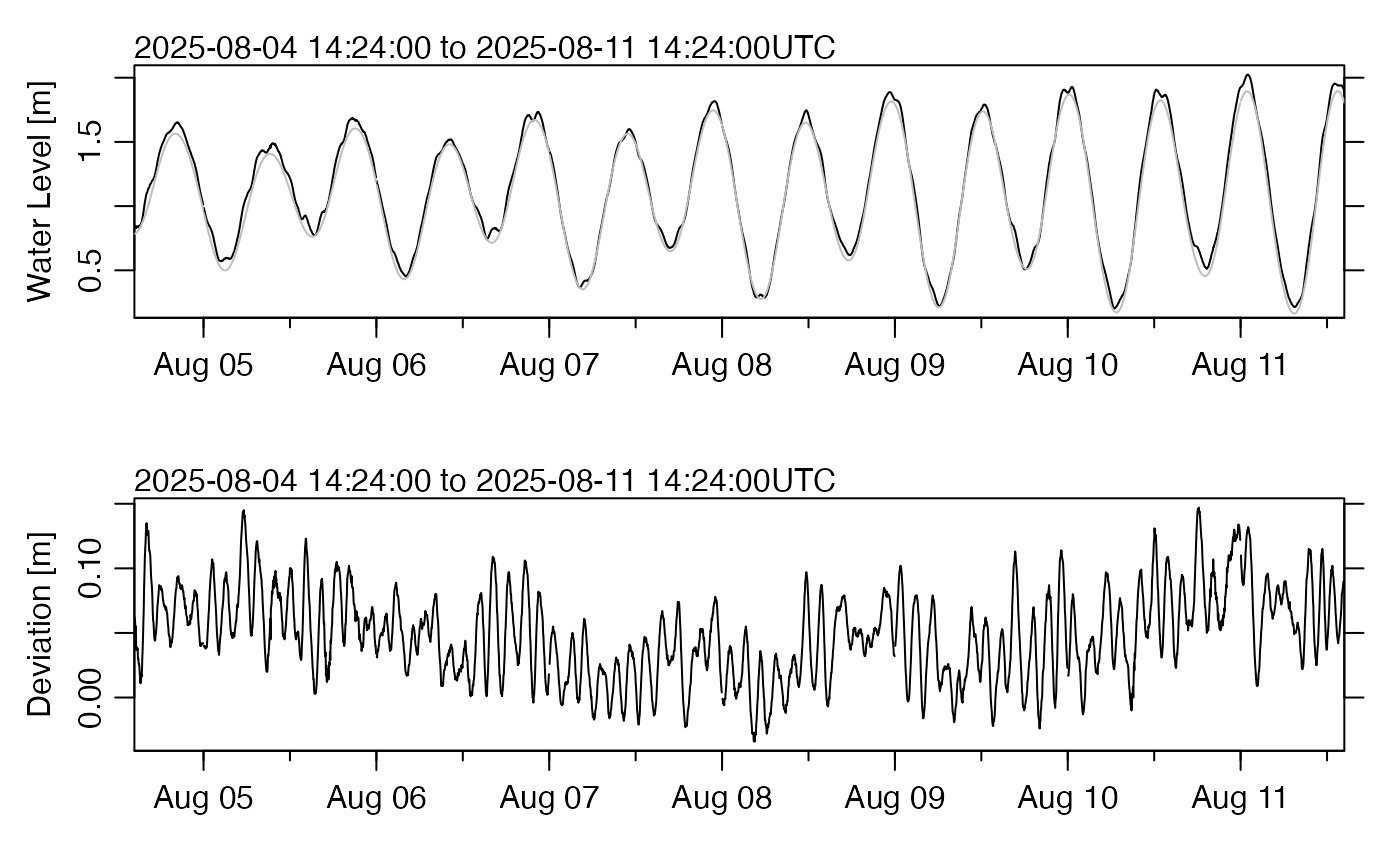 2025-08-04 14:24:00 to 2025-08-11 14:24:00UTC
Water Level [m]
1.5
0.5
Aug 05 Aug 06 Aug 07 Aug 08 Aug 09 Aug 10 Aug 11
2025-08-04 14:24:00 to 2025-08-11 14:24:00UTC
Deviation [m]
0.10
0.00
Aug 05 Aug 06 Aug 07 Aug 08 Aug 09 Aug 10 Aug 11